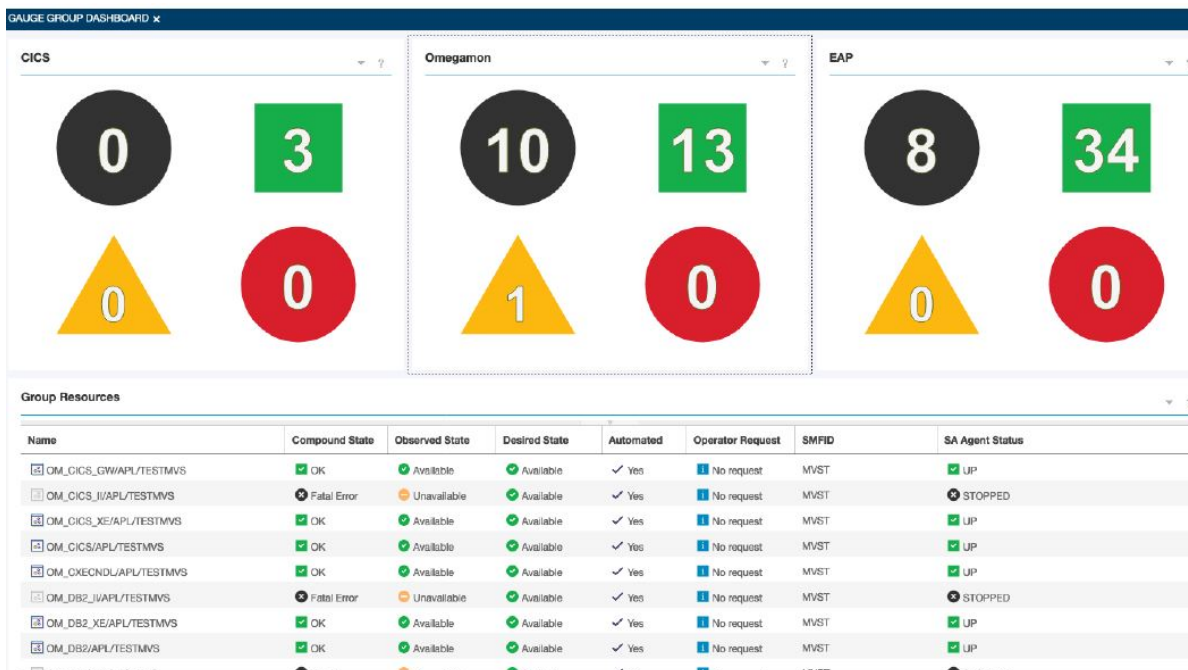 GAUGE GROUP DASHBOARD x
CICS ?
0 3
0 0
Omegamon ?
10 13
1 0
EAP
8 34
0 0
Group Resources
Name Compound State Observed State Desired State Automated Operator Request SMFID SA Agent Status
OM_CICS_GW/APL/TESTMVS OK Available Available Yes No request MVST UP
OM_CICS_II/APL/TESTMVS Fatal Error Unavailable Available Yes No request MVST STOPPED
OM_CICS_XE/APL/TESTMVS OK Available Available Yes No request MVST UP
OM_CICS/APL/TESTMVS OK Available Available Yes No request MVST UP
OM_CXECNDL/APL/TESTMVS OK Available Available Yes No request MVST UP
OM_DB2_II/APL/TESTMVS Fatal Error Unavailable Available Yes No request MVST STOPPED
OM_DB2_XE/APL/TESTMVS OK Available Available Yes No request MVST UP
OM_DB2/APL/TESTMVS OK Available Available Yes No request MVST UP